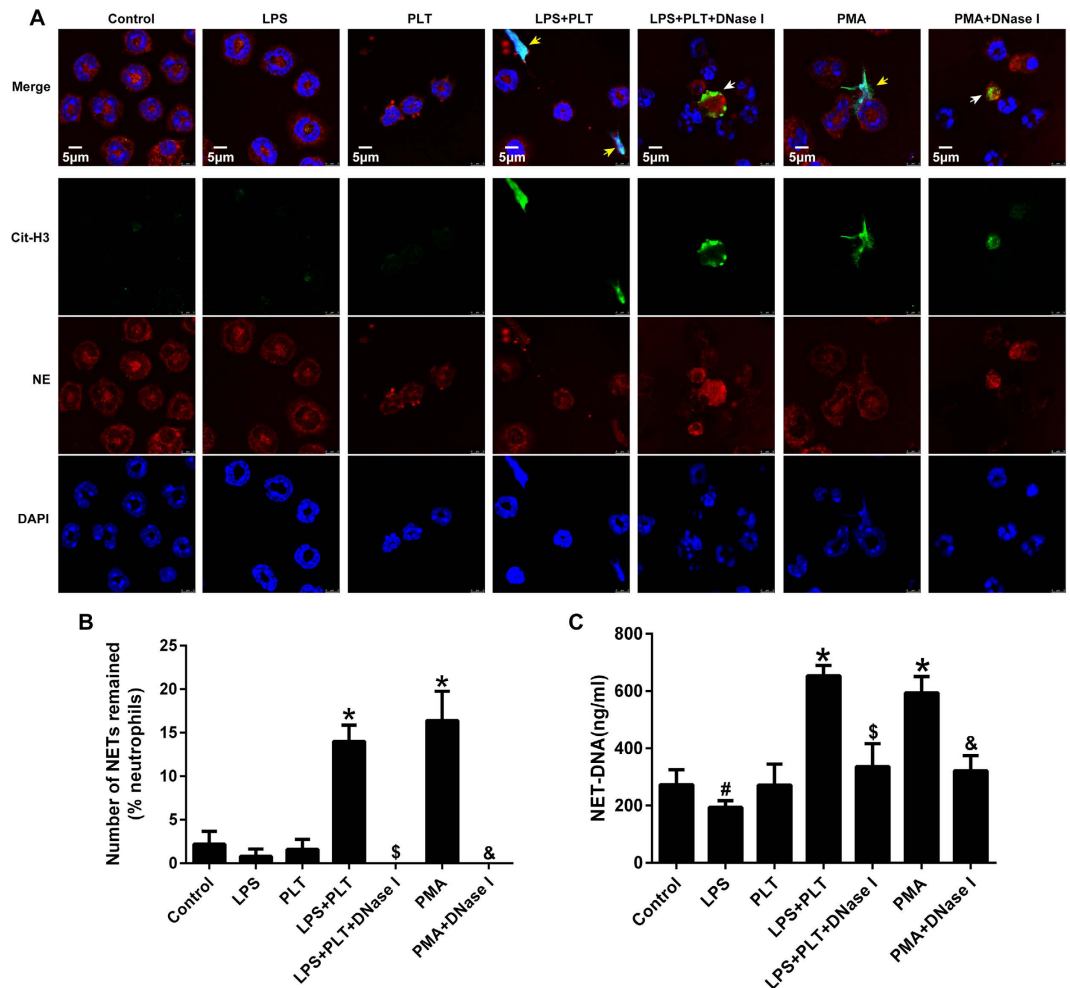 A
Control LPS PLT LPS+PLT LPS+PLT+DNase I PMA PMA+DNase I
Merge
5μm 5μm 5μm 5μm 5μm 5μm 5μm
Cit-H3
NE
DAPI
B
Number of NETs remained
(% neutrophils)
25
20
15
10
5
0
* * $ &
Control LPS PLT LPS+PLT LPS+PLT+DNase I PMA PMA+DNase I
C
NET-DNA(ng/ml)
800
600
400
200
0
# * $ * &
Control LPS PLT LPS+PLT LPS+PLT+DNase I PMA PMA+DNase I